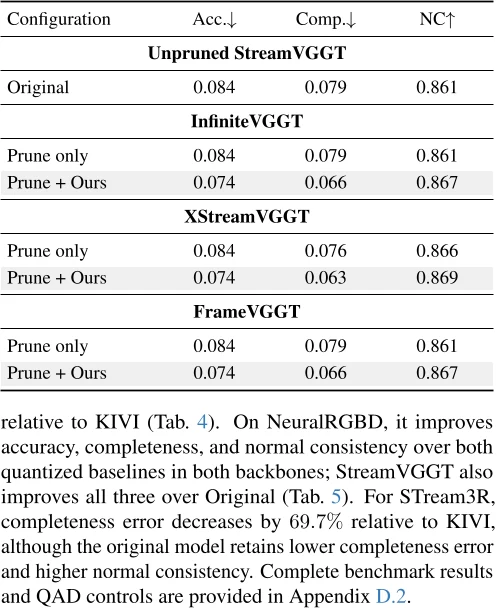 Configuration Acc.↓ Comp.↓ NC↑
Unpruned StreamVGGT
Original 0.084 0.079 0.861
InfiniteVGGT
Prune only 0.084 0.079 0.861
Prune + Ours 0.074 0.066 0.867
XStreamVGGT
Prune only 0.084 0.076 0.866
Prune + Ours 0.074 0.063 0.869
FrameVGGT
Prune only 0.084 0.079 0.861
Prune + Ours 0.074 0.066 0.867
relative to KIVI (Tab. 4). On NeuralRGBD, it improves
accuracy, completeness, and normal consistency over both
quantized baselines in both backbones; StreamVGGT also
improves all three over Original (Tab. 5). For STream3R,
completeness error decreases by 69.7% relative to KIVI,
although the original model retains lower completeness error
and higher normal consistency. Complete benchmark results
and QAD controls are provided in Appendix D.2.